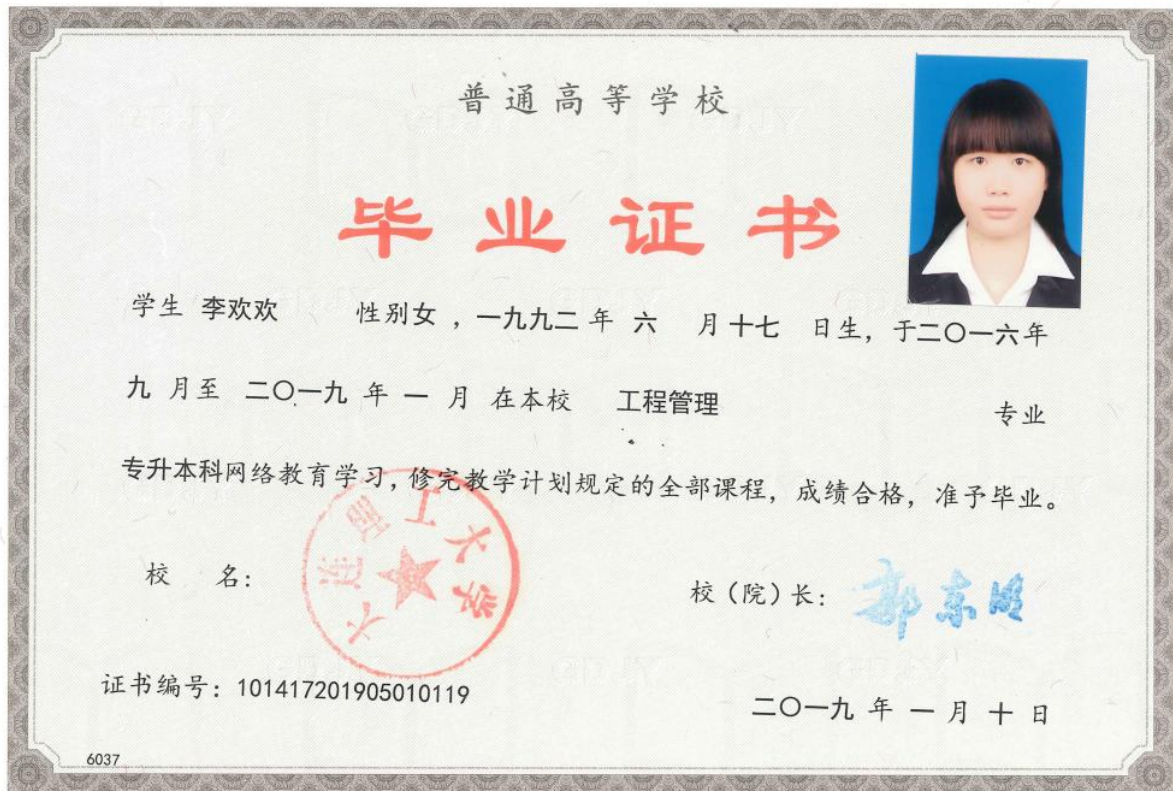 普通高等学校
毕业证书
学生 李欢欢 性别女，一九九二年 六 月十七 日生，于二〇一六年
九 月至 二〇一九 年 一 月 在本校 工程管理 专业
专升本科网络教育学习，修完教学计划规定的全部课程，成绩合格，准予毕业。
大连理工大学
校 名： 校（院）长：郭东明
证书编号：101417201905010119
二〇一九 年 一 月 十 日
6037